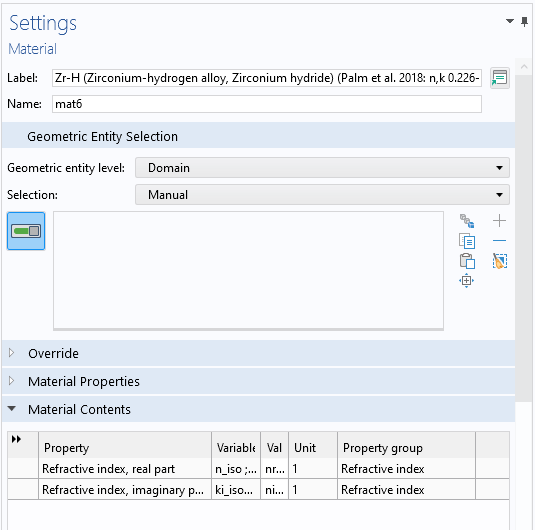 Settings
Material
Label: Zr-H (Zirconium-hydrogen alloy, Zirconium hydride) (Palm et al. 2018: n,k 0.226-
Name: mat6
Geometric Entity Selection
Geometric entity level: Domain
Selection: Manual
Override
Material Properties
Material Contents
Property Variable Val Unit Property group
Refractive index, real part n_iso ;... nr... 1 Refractive index
Refractive index, imaginary p... ki_iso... ni... 1 Refractive index